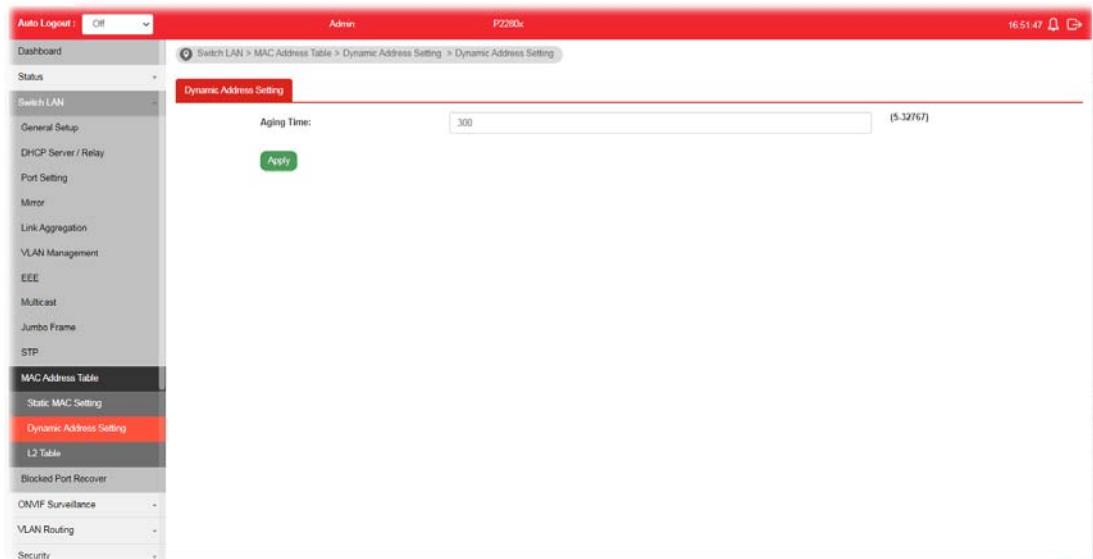 Auto Logout : Off Admin P2280x 16:51:47
Dashboard
Switch LAN > MAC Address Table > Dynamic Address Setting > Dynamic Address Setting
Status
Dynamic Address Setting
Switch LAN
Aging Time: 300 (5-32767)
General Setup
DHCP Server / Relay
Apply
Port Setting
Mirror
Link Aggregation
VLAN Management
EEE
Multicast
Jumbo Frame
STP
MAC Address Table
Static MAC Setting
Dynamic Address Setting
L2 Table
Blocked Port Recover
ONVIF Surveillance
VLAN Routing
Security